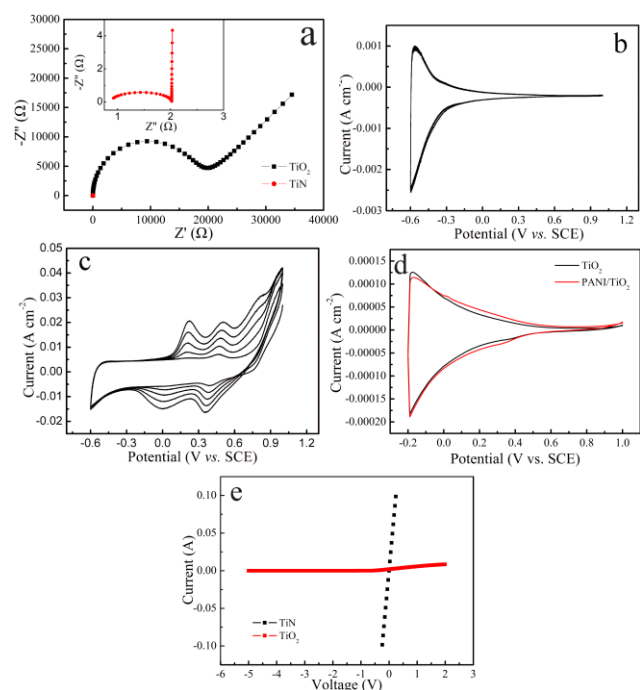 a
30000
25000
20000
15000
10000
5000
0
-Z" (Ω)
0 10000 20000 30000 40000
Z' (Ω)
TiO2
TiN
4
2
0
-Z" (Ω)
1 2 3
Z" (Ω)
b
0.001
0.000
-0.001
-0.002
-0.003
Current (A cm-2)
-0.6 -0.3 0.0 0.3 0.6 0.9 1.2
Potential (V vs. SCE)
c
0.05
0.04
0.03
0.02
0.01
0.00
-0.01
-0.02
Current (A cm-2)
-0.6 -0.3 0.0 0.3 0.6 0.9 1.2
Potential (V vs. SCE)
d
TiO2
PANI/TiO2
0.00015
0.00010
0.00005
0.00000
-0.00005
-0.00010
-0.00015
-0.00020
Current (A cm-2)
-0.2 0.0 0.2 0.4 0.6 0.8 1.0
Potential (V vs. SCE)
e
0.10
0.05
0.00
-0.05
-0.10
Current (A)
TiN
TiO2
-6 -5 -4 -3 -2 -1 0 1 2 3
Voltage (V)